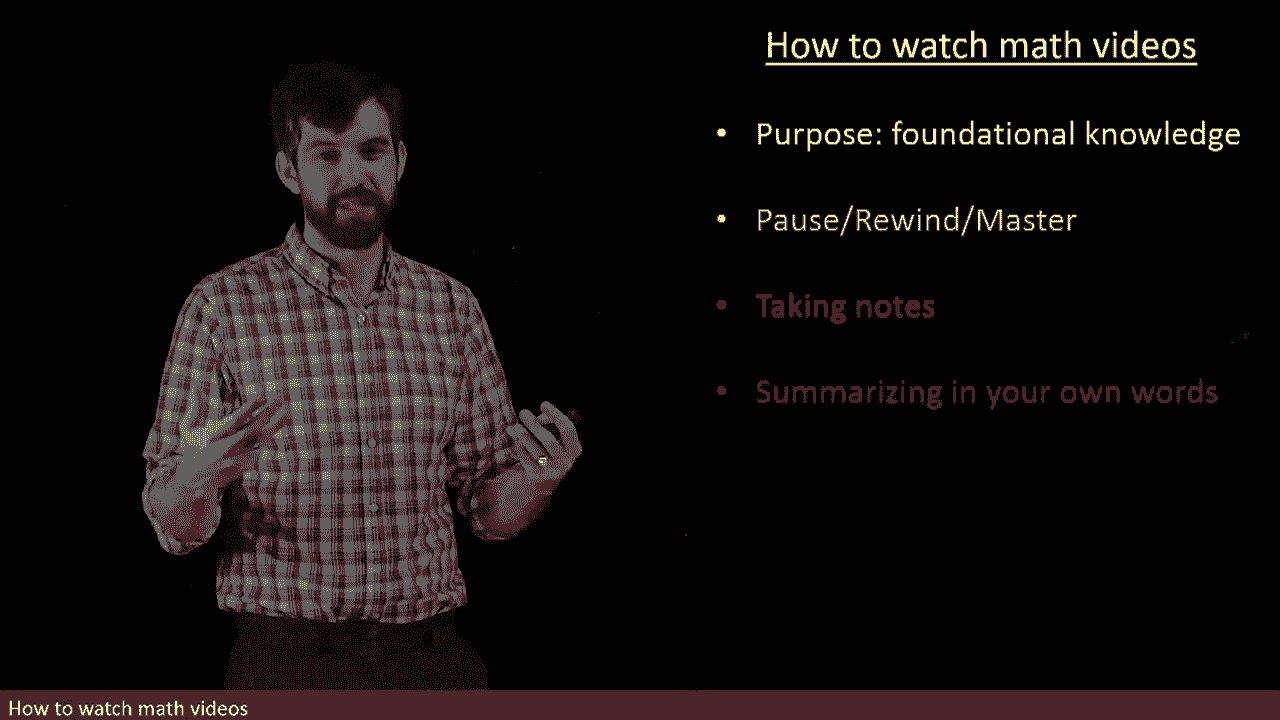 How to watch math videos
• Purpose: foundational knowledge
• Pause/Rewind/Master
• Taking notes
• Summarizing in your own words
How to watch math videos